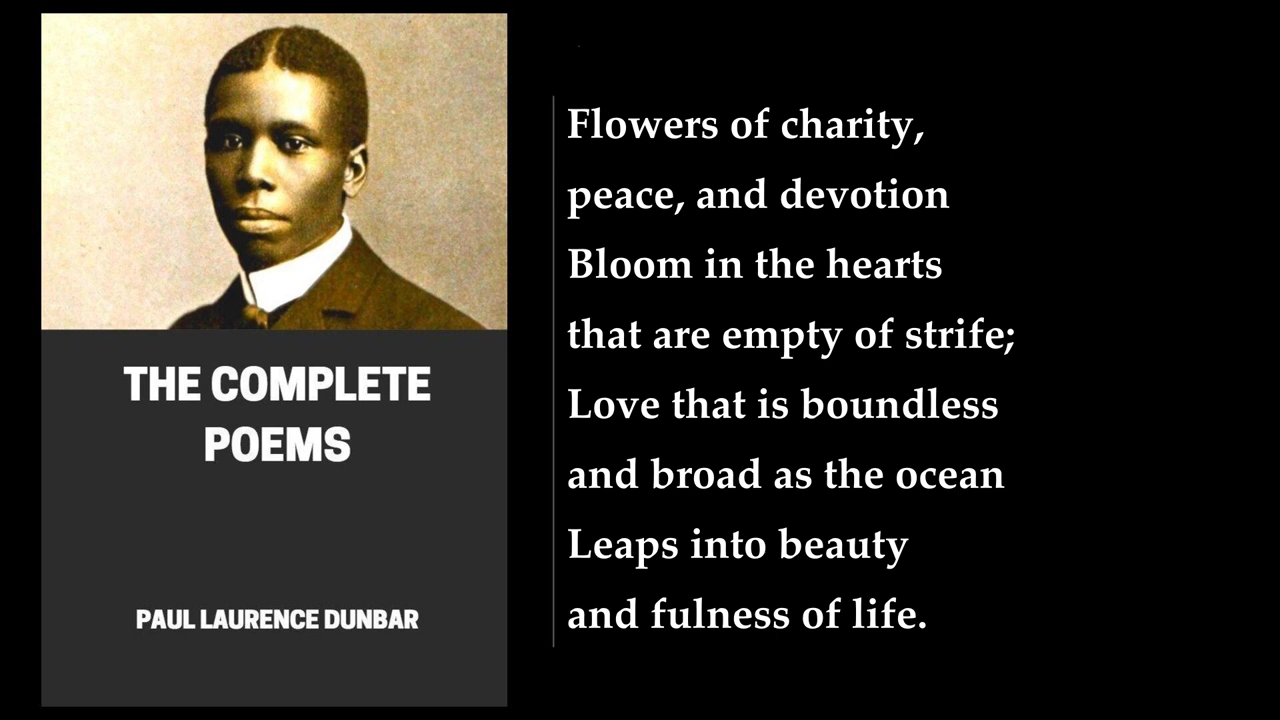 THE COMPLETE
POEMS
PAUL LAURENCE DUNBAR
Flowers of charity,
peace, and devotion
Bloom in the hearts
that are empty of strife;
Love that is boundless
and broad as the ocean
Leaps into beauty
and fulness of life.